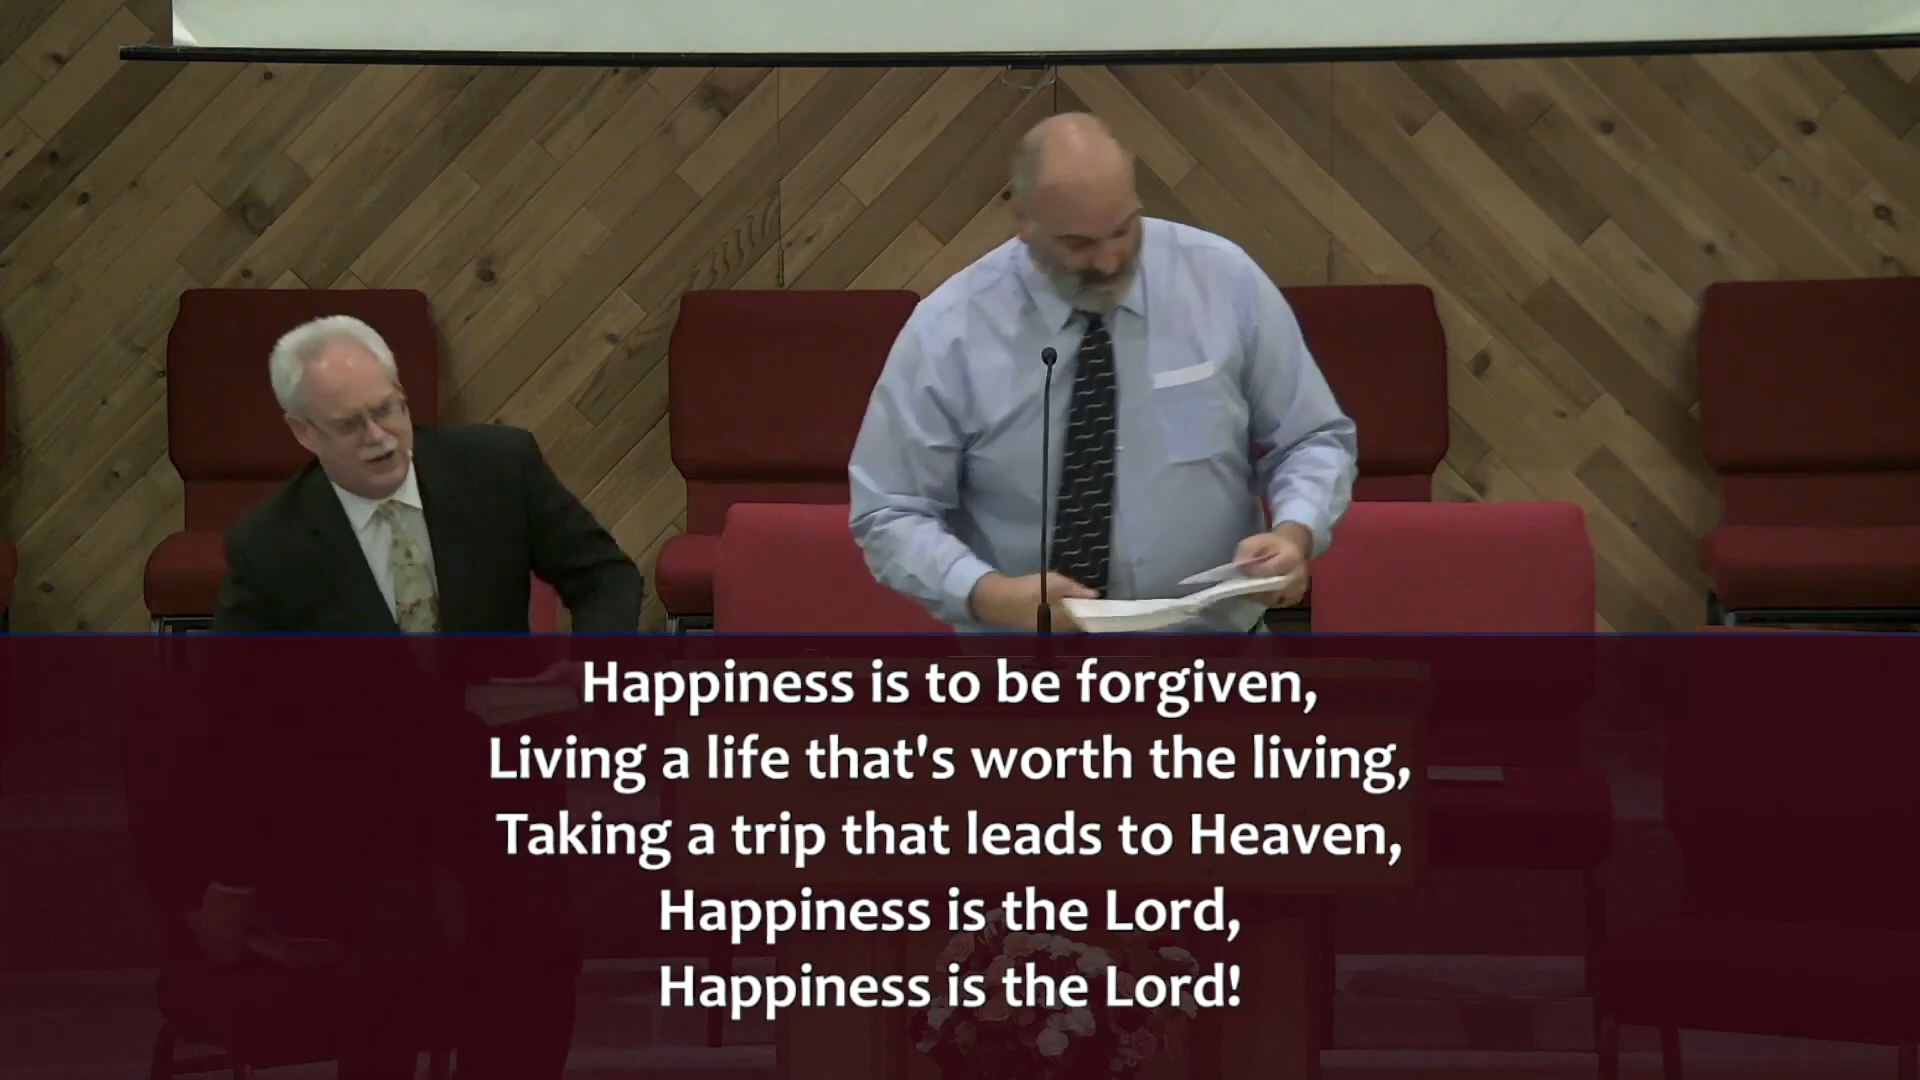 Happiness is to be forgiven,
Living a life that's worth the living,
Taking a trip that leads to Heaven,
Happiness is the Lord,
Happiness is the Lord!